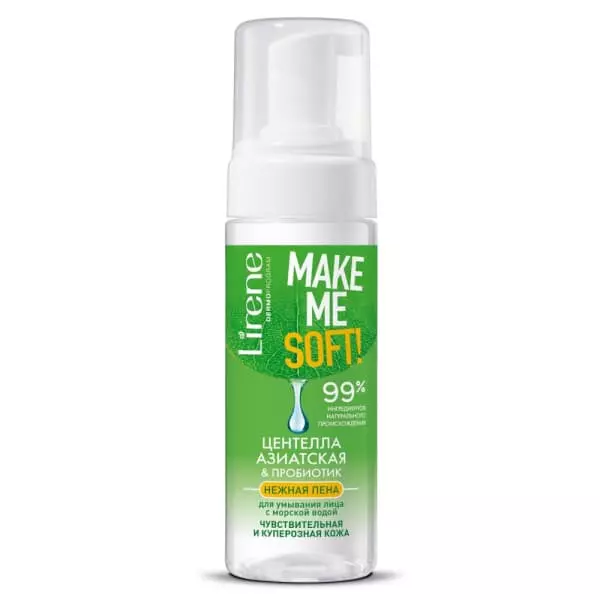 Lirene
DERMOPROGRAM
MAKE
ME
SOFT!
99%
ИНГРЕДИЕНТОВ
НАТУРАЛЬНОГО
ПРОИСХОЖДЕНИЯ
ЦЕНТЕЛЛА
АЗИАТСКАЯ
& ПРОБИОТИК
НЕЖНАЯ ПЕНА
для умывания лица
с морской водой
ЧУВСТВИТЕЛЬНАЯ
И КУПЕРОЗНАЯ КОЖА